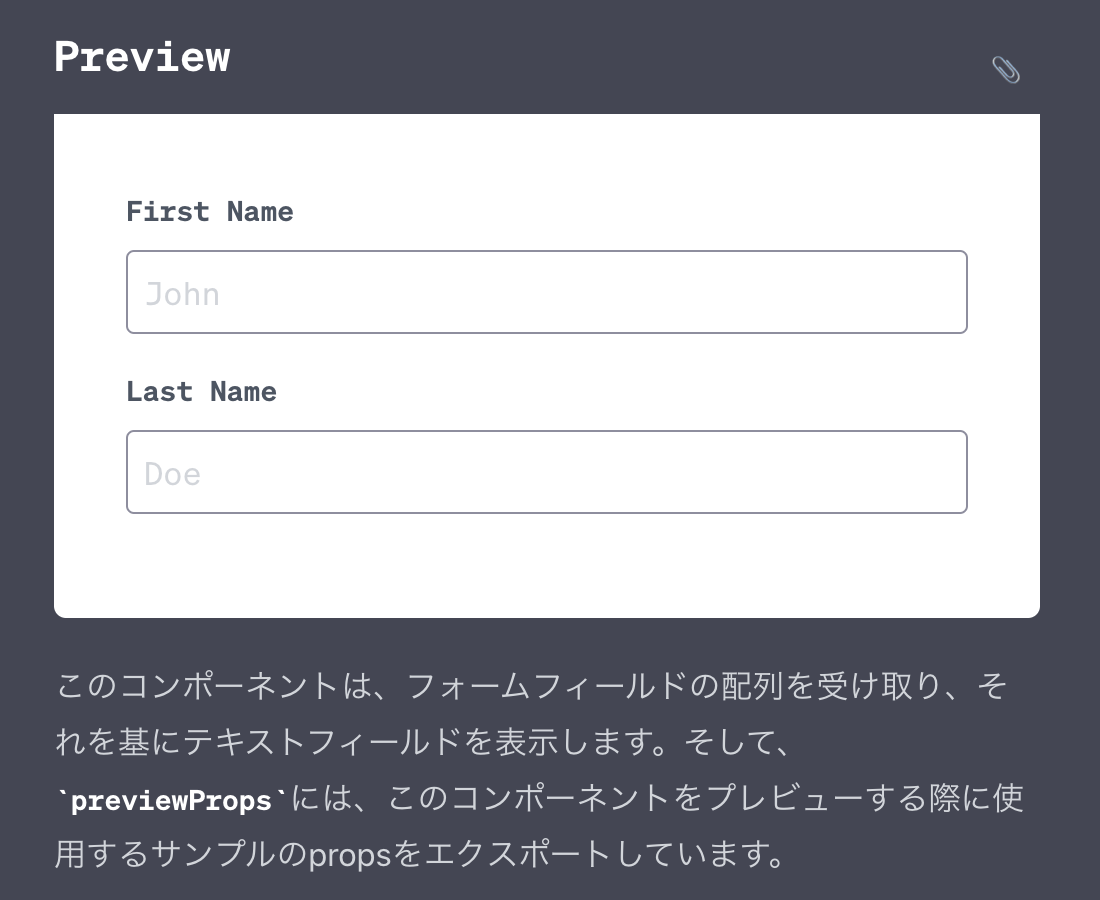 Preview
First Name
John
Last Name
Doe
このコンポーネントは、フォームフィールドの配列を受け取り、そ
れを基にテキストフィールドを表示します。そして、
`previewProps`には、このコンポーネントをプレビューする際に使
用するサンプルのpropsをエクスポートしています。